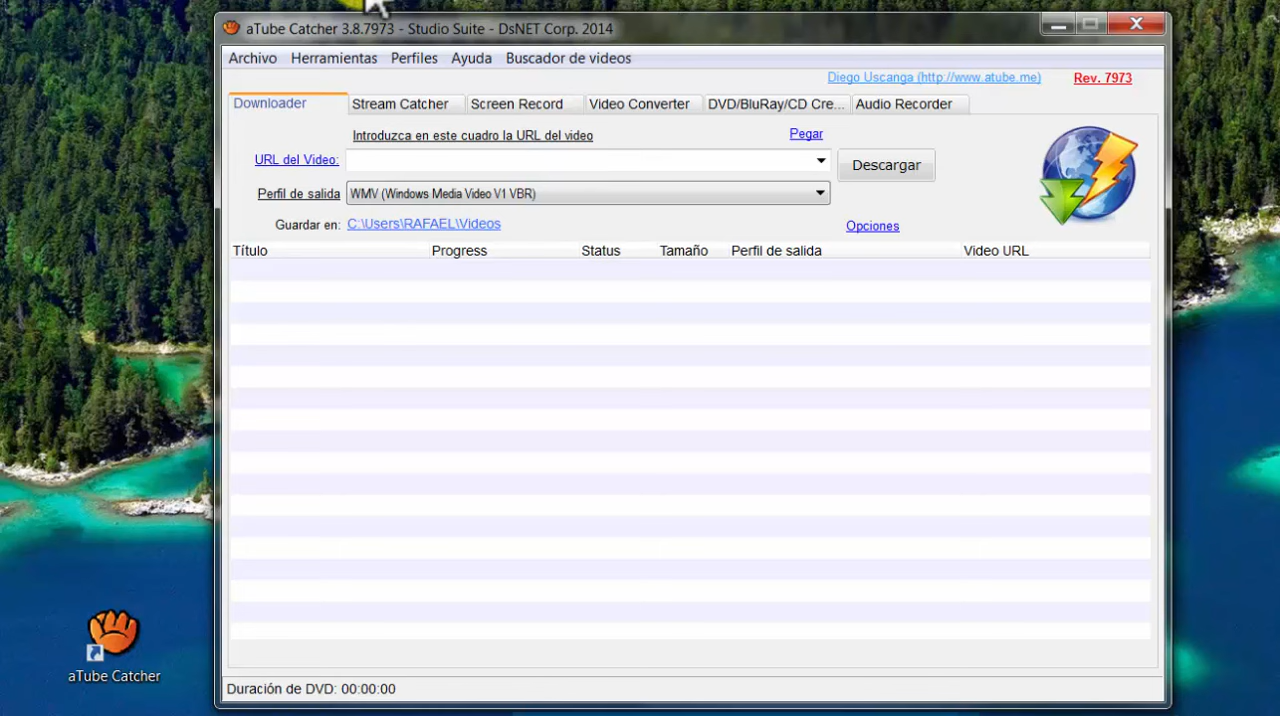 aTube Catcher 3.8.7973 - Studio Suite - DsNET Corp. 2014
Archivo Herramientas Perfiles Ayuda Buscador de videos
Diego Uscanga (http://www.atube.me) Rev. 7973
Downloader Stream Catcher Screen Record Video Converter DVD/BluRay/CD Cre... Audio Recorder
Introduzca en este cuadro la URL del video Pegar
URL del Video: Descargar
Perfil de salida WMV (Windows Media Video V1 VBR)
Guardar en: C:\Users\RAFAEL\Videos Opciones
Título Progress Status Tamaño Perfil de salida Video URL
aTube Catcher
Duración de DVD: 00:00:00